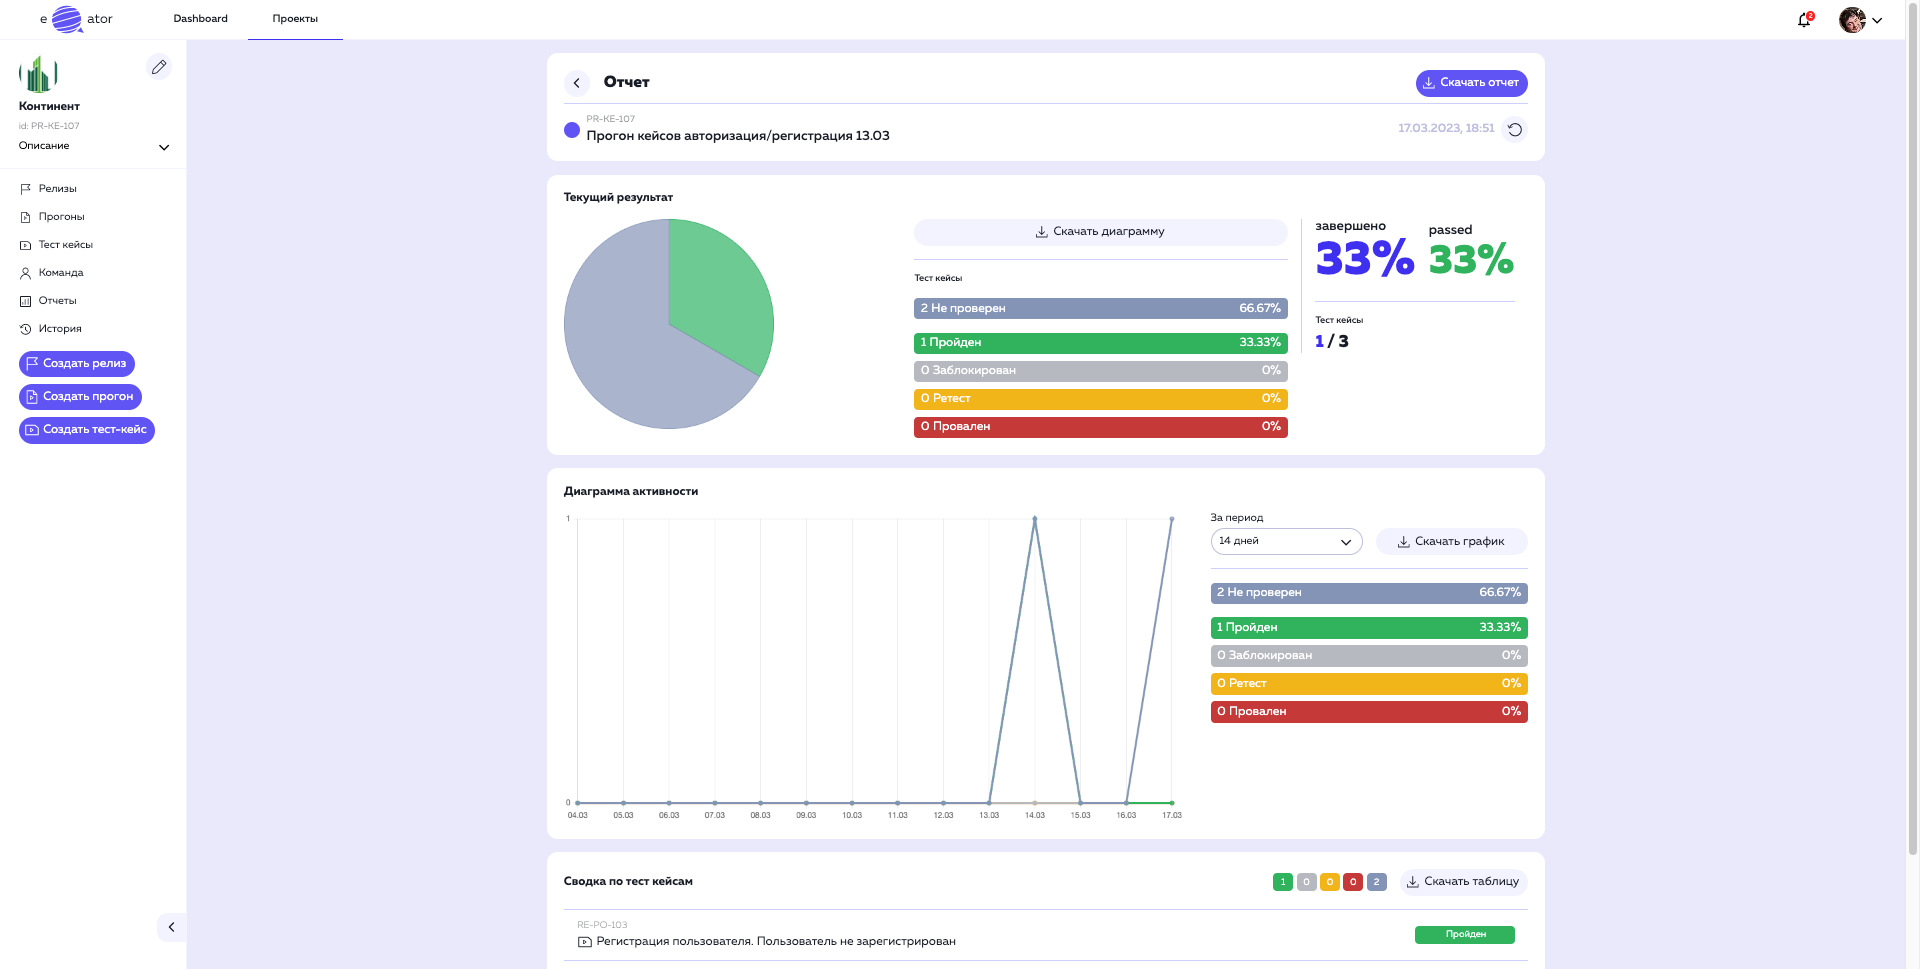 e ator
Dashboard
Проекты
2
Континент
id: PR-KE-107
Описание
Релизы
Прогоны
Тест кейсы
Команда
Отчеты
История
Создать релиз
Создать прогон
Создать тест-кейс
Отчет
Скачать отчет
PR-KE-107
Прогон кейсов авторизация/регистрация 13.03
17.03.2023, 18:51
Текущий результат
Скачать диаграмму
Тест кейсы
2 Не проверен 66.67%
1 Пройден 33.33%
0 Заблокирован 0%
0 Ретест 0%
0 Провален 0%
завершено
33%
passed
33%
Тест кейсы
1 / 3
Диаграмма активности
1
0
04.03 05.03 06.03 07.03 08.03 09.03 10.03 11.03 12.03 13.03 14.03 15.03 16.03 17.03
За период
14 дней
Скачать график
2 Не проверен 66.67%
1 Пройден 33.33%
0 Заблокирован 0%
0 Ретест 0%
0 Провален 0%
Сводка по тест кейсам
1 0 0 0 2
Скачать таблицу
RE-PO-103
Регистрация пользователя. Пользователь не зарегистрирован
Пройден